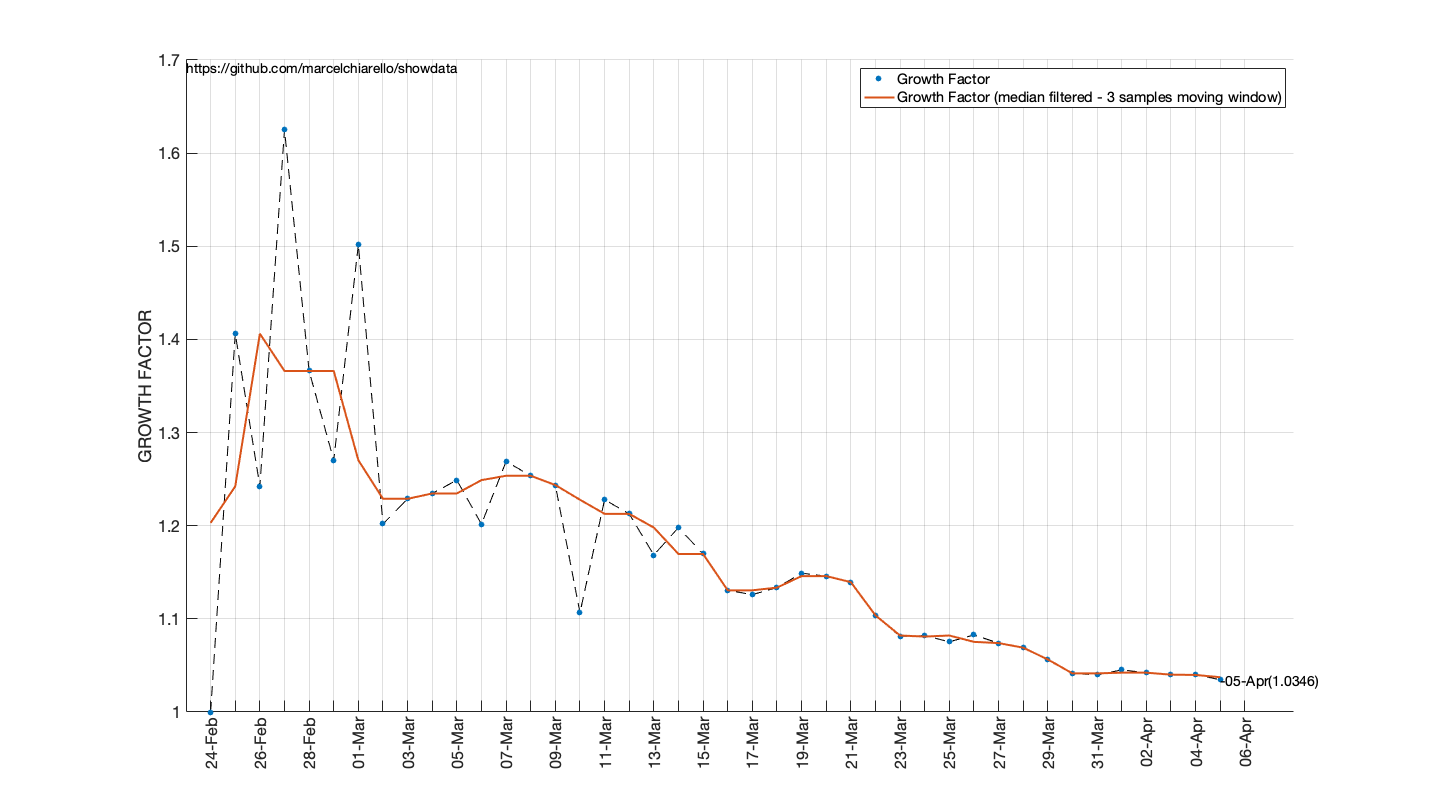 1.7
https://github.com/marcelchiarello/showdata
Growth Factor
Growth Factor (median filtered - 3 samples moving window)
1.6
1.5
1.4
1.3
1.2
1.1
1
GROWTH FACTOR
05-Apr(1.0346)
24-Feb
26-Feb
28-Feb
01-Mar
03-Mar
05-Mar
07-Mar
09-Mar
11-Mar
13-Mar
15-Mar
17-Mar
19-Mar
21-Mar
23-Mar
25-Mar
27-Mar
29-Mar
31-Mar
02-Apr
04-Apr
06-Apr